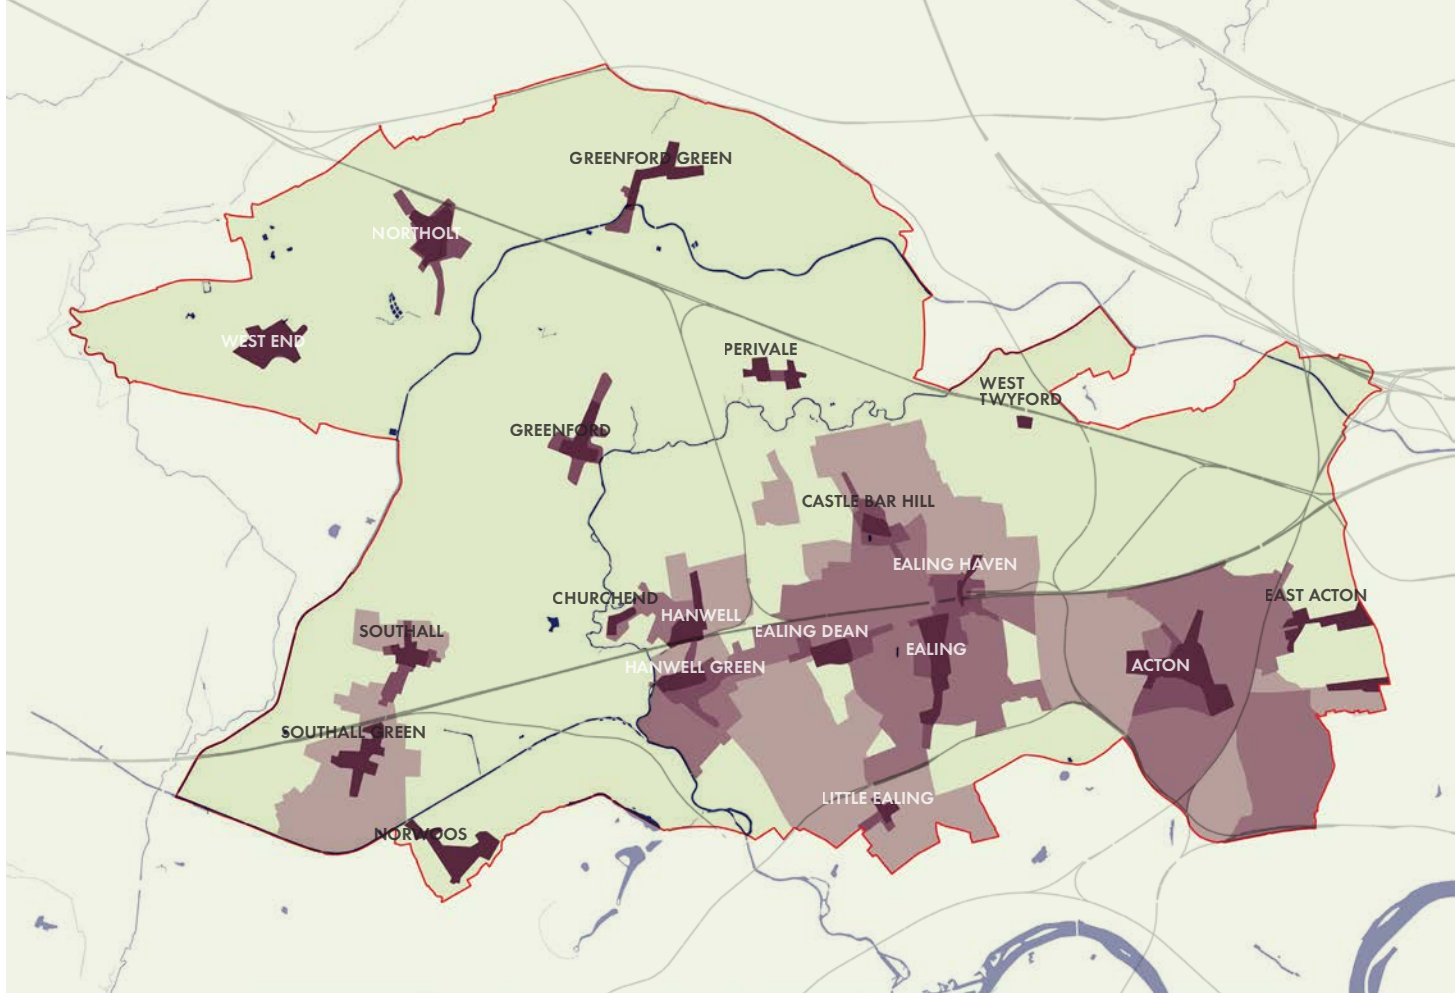 GREENFORD GREEN
NORTHOLT
WEST END
PERIVALE
WEST
TWYFORD
GREENFORD
CASTLE BAR HILL
EALING HAVEN
CHURCHEND
EAST ACTON
HANWELL
SOUTHALL
EALING DEAN
EALING
HANWELL GREEN
ACTON
SOUTHALL GREEN
LITTLE EALING
NORWOOS